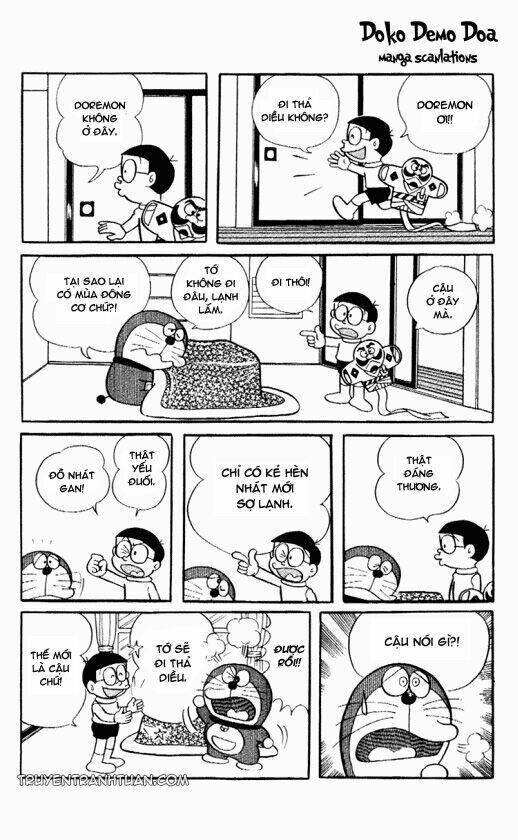 Doko Demo Doa
manga scanlations
DOREMON
ƠI!!
ĐI THẢ
DIỀU KHÔNG?
DOREMON
KHÔNG
Ở ĐÂY.
CẬU
Ở ĐÂY
MÀ.
ĐI THÔI!
TỚ
KHÔNG ĐI
ĐÂU, LẠNH
LẮM.
TẠI SAO LẠI
CÓ MÙA ĐÔNG
CƠ CHỨ?!
THẬT
ĐÁNG
THƯƠNG.
CHỈ CÓ KẺ HÈN
NHÁT MỚI
SỢ LẠNH.
THẬT
YẾU
ĐUỐI.
ĐỒ NHÁT
GAN!
CẬU NÓI GÌ?!
ĐƯỢC
RỒI!!
TỚ SẼ
ĐI THẢ
DIỀU.
THẾ MỚI
LÀ CẬU
CHỨ!
TRUYENTRANHTUAN.COM